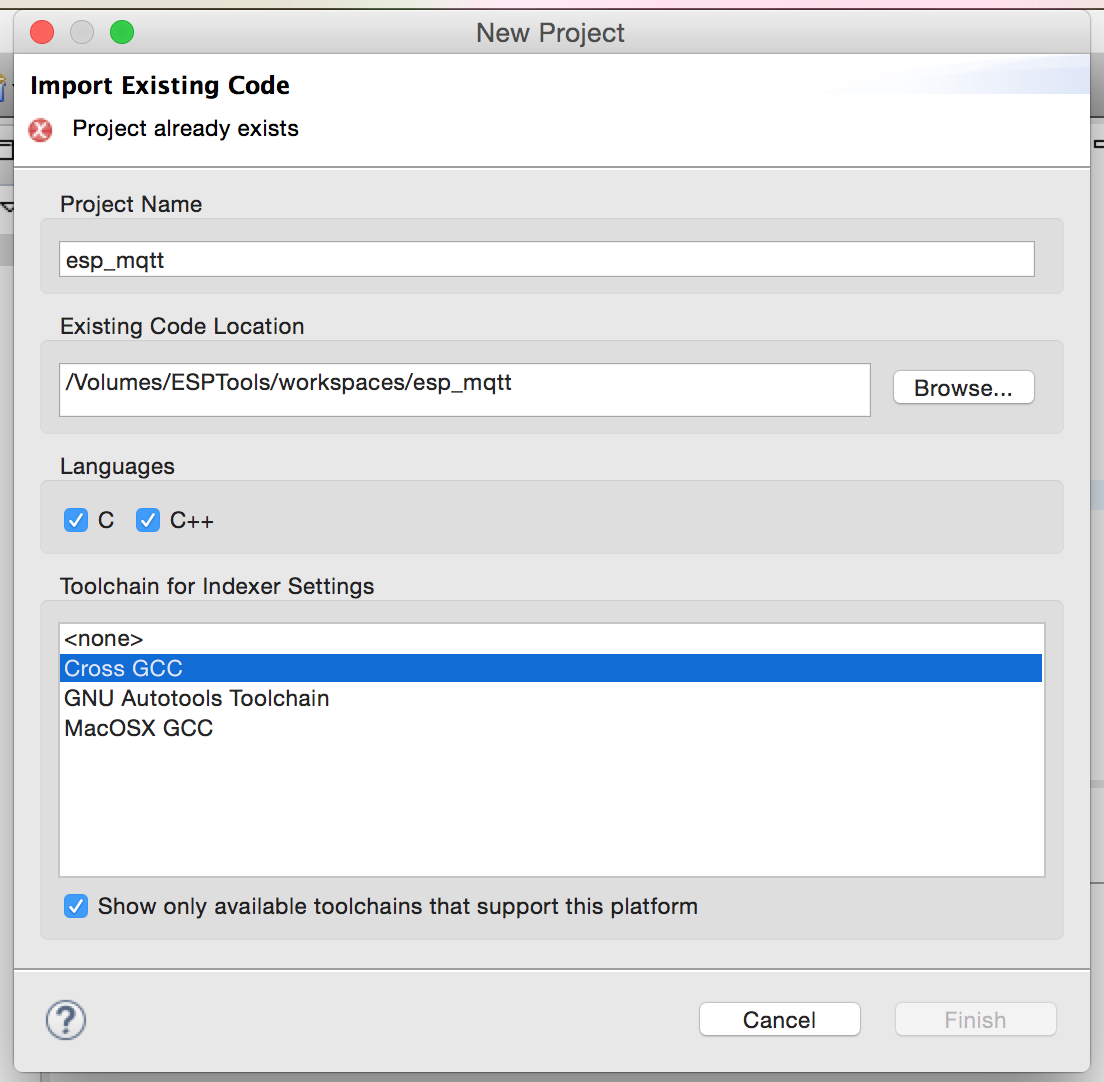 New Project
Import Existing Code
Project already exists
Project Name
esp_mqtt
Existing Code Location
/Volumes/ESPTools/workspaces/esp_mqtt
Browse...
Languages
C C++
Toolchain for Indexer Settings
<none>
Cross GCC
GNU Autotools Toolchain
MacOSX GCC
Show only available toolchains that support this platform
? Cancel Finish